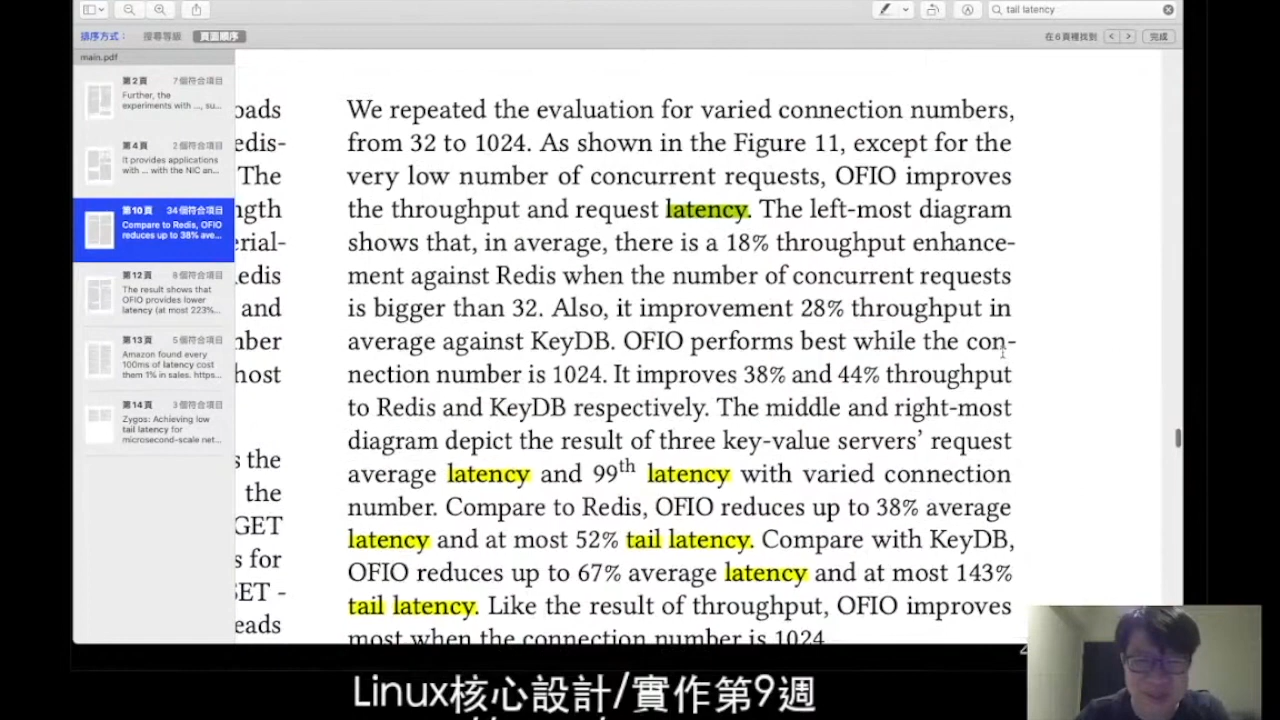 tail latency
排序方式： 搜尋等級 頁面順序
在6頁種找到 < > 完成
main.pdf
第2頁 7個符合項目
Further, the
experiments with ..., su...
第4頁 2個符合項目
It provides applications
with ... with the NIC an...
第10頁 34個符合項目
Compare to Redis, OFIO
reduces up to 38% ave...
第12頁 8個符合項目
The result shows that
OFIO provides lower
latency (at most 223%...
第13頁 5個符合項目
Amazon found every
100ms of latency cost
them 1% in sales. https...
第14頁 3個符合項目
Zygos: Achieving low
tail latency for
microsecond-scale net...
oads
edis-
The
ngth
erial-
edis
and
nber
host
s the
the
GET
s for
SET -
eads
We repeated the evaluation for varied connection numbers,
from 32 to 1024. As shown in the Figure 11, except for the
very low number of concurrent requests, OFIO improves
the throughput and request latency. The left-most diagram
shows that, in average, there is a 18% throughput enhance-
ment against Redis when the number of concurrent requests
is bigger than 32. Also, it improvement 28% throughput in
average against KeyDB. OFIO performs best while the con-
nection number is 1024. It improves 38% and 44% throughput
to Redis and KeyDB respectively. The middle and right-most
diagram depict the result of three key-value servers' request
average latency and 99th latency with varied connection
number. Compare to Redis, OFIO reduces up to 38% average
latency and at most 52% tail latency. Compare with KeyDB,
OFIO reduces up to 67% average latency and at most 143%
tail latency. Like the result of throughput, OFIO improves
most when the connection number is 1024.
Linux核心設計/實作第9週